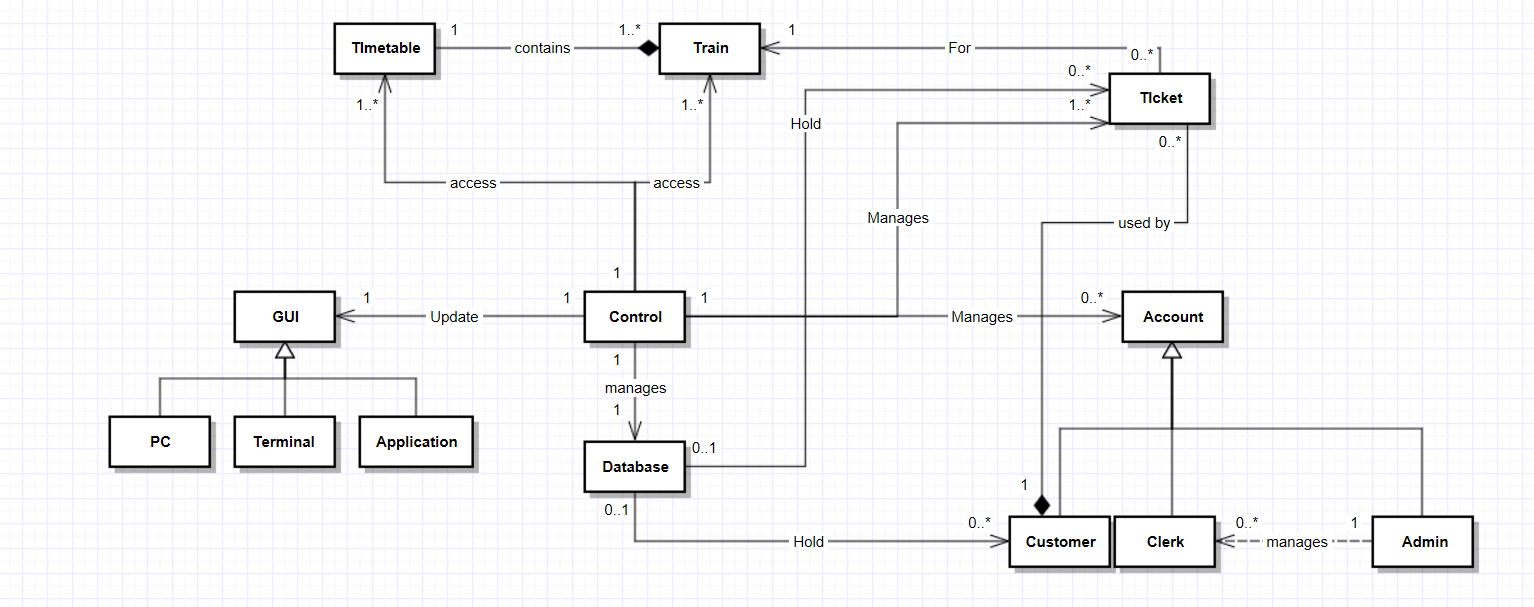 1
1..*
1
TImetable
contains
Train
For
0..*
0..*
TIcket
1..*
1..*
1..*
Hold
0..*
access
access
Manages
used by
1
1
1
1
0..*
GUI
Update
Control
Manages
Account
1
manages
1
PC
Terminal
Application
0..1
Database
1
0..1
0..*
0..*
1
Hold
Customer
Clerk
manages
Admin